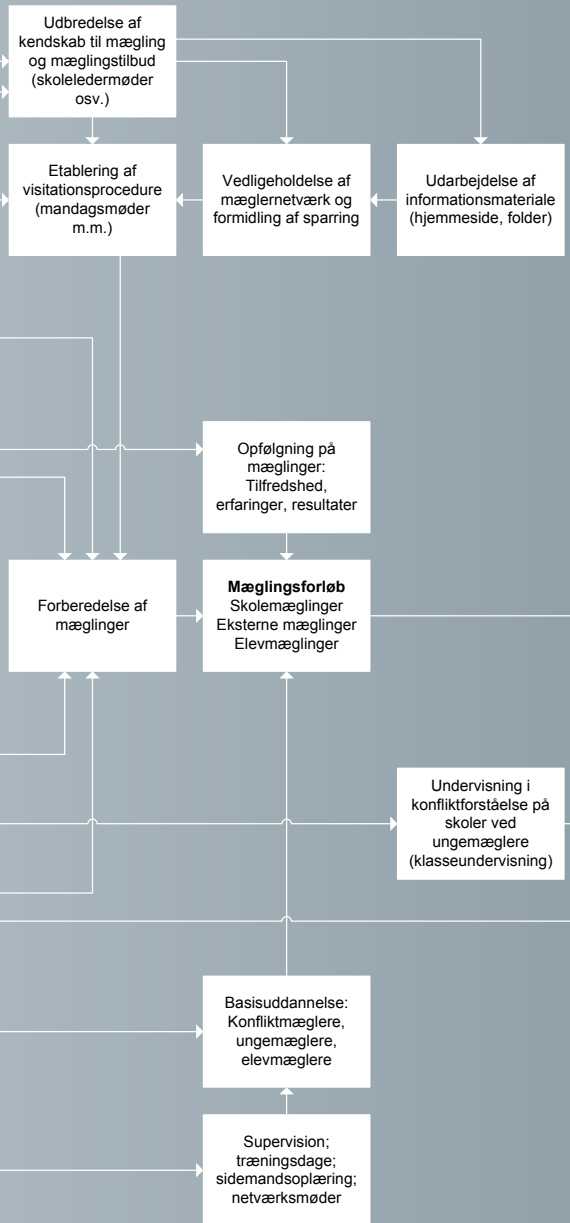 Udbredelse af
kendskab til mægling
og mæglingstilbud
(skoleledermøder
osv.)
Etablering af
visitationsprocedure
(mandagsmøder
m.m.)
Vedligeholdelse af
mæglernetværk og
formidling af sparring
Udarbejdelse af
informationsmateriale
(hjemmeside, folder)
Opfølgning på
mæglinger:
Tilfredshed,
erfaringer, resultater
Forberedelse af
mæglinger
Mæglingsforløb
Skolemæglinger
Eksterne mæglinger
Elevmæglinger
Undervisning i
konfliktforståelse på
skoler ved
ungemæglere
(klasseundervisning)
Basisuddannelse:
Konfliktmæglere,
ungemæglere,
elevmæglere
Supervision;
træningsdage;
sidemandsoplæring;
netværksmøder